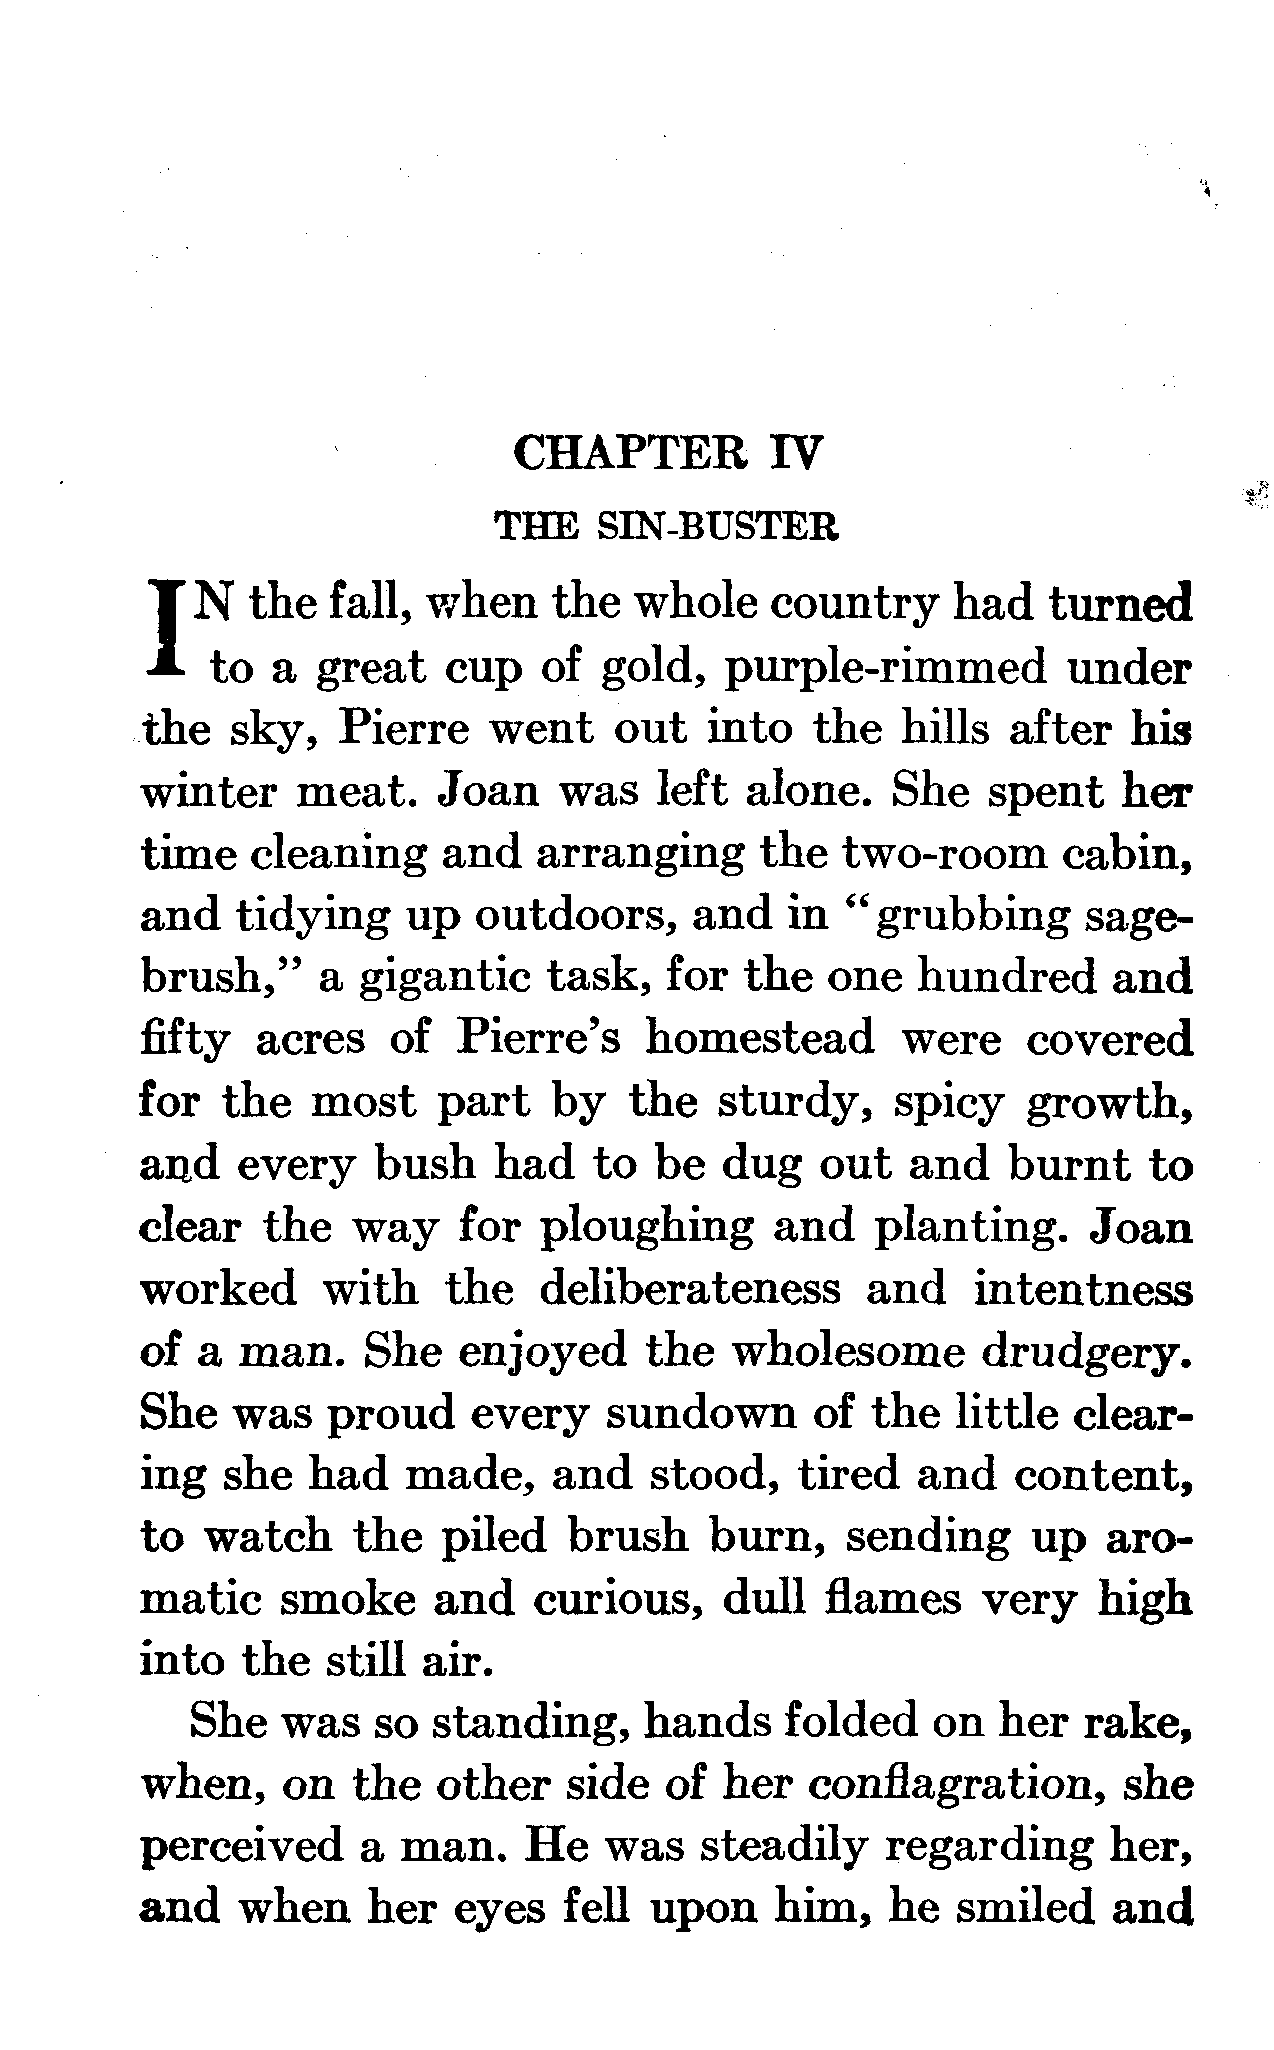 CHAPTER IV
THE SIN-BUSTER
IN the fall, when the whole country had turned
to a great cup of gold, purple-rimmed under
the sky, Pierre went out into the hills after his
winter meat. Joan was left alone. She spent her
time cleaning and arranging the two-room cabin,
and tidying up outdoors, and in “grubbing sage-
brush,” a gigantic task, for the one hundred and
fifty acres of Pierre’s homestead were covered
for the most part by the sturdy, spicy growth,
and every bush had to be dug out and burnt to
clear the way for ploughing and planting. Joan
worked with the deliberateness and intentness
of a man. She enjoyed the wholesome drudgery.
She was proud every sundown of the little clear-
ing she had made, and stood, tired and content,
to watch the piled brush burn, sending up aro-
matic smoke and curious, dull flames very high
into the still air.
She was so standing, hands folded on her rake,
when, on the other side of her conflagration, she
perceived a man. He was steadily regarding her,
and when her eyes fell upon him, he smiled and